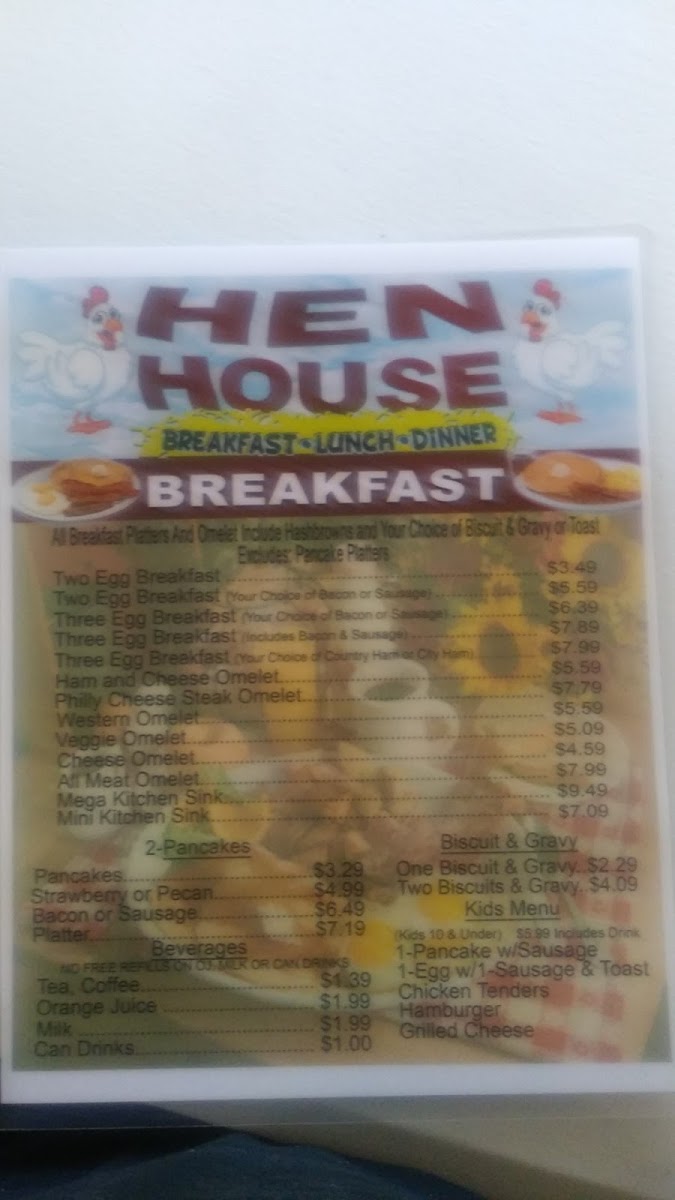 HEN
HOUSE
BREAKFAST • LUNCH • DINNER
BREAKFAST
All Breakfast Platters And Omelet Include Hashbrowns and Your Choice of Biscuit & Gravy or Toast
Excludes: Pancake Platters
Two Egg Breakfast $3.49
Two Egg Breakfast (Your Choice of Bacon or Sausage) $5.59
Three Egg Breakfast (Your Choice of Bacon or Sausage) $6.39
Three Egg Breakfast (Includes Bacon & Sausage) $7.89
Three Egg Breakfast (Your Choice of Country Ham or City Ham) $7.99
Ham and Cheese Omelet $5.59
Philly Cheese Steak Omelet $7.79
Western Omelet $5.59
Veggie Omelet $5.09
Cheese Omelet $4.59
All Meat Omelet $7.99
Mega Kitchen Sink $9.49
Mini Kitchen Sink $7.09
2-Pancakes
Pancakes $3.29
Strawberry or Pecan $4.99
Bacon or Sausage $6.49
Platter $7.19
Beverages
NO FREE REFILLS ON OJ, MILK OR CAN DRINKS
Tea, Coffee $1.39
Orange Juice $1.99
Milk $1.99
Can Drinks $1.00
Biscuit & Gravy
One Biscuit & Gravy..$2.29
Two Biscuits & Gravy. $4.09
Kids Menu
(Kids 10 & Under) $5.99 Includes Drink
1-Pancake w/Sausage
1-Egg w/1-Sausage & Toast
Chicken Tenders
Hamburger
Grilled Cheese